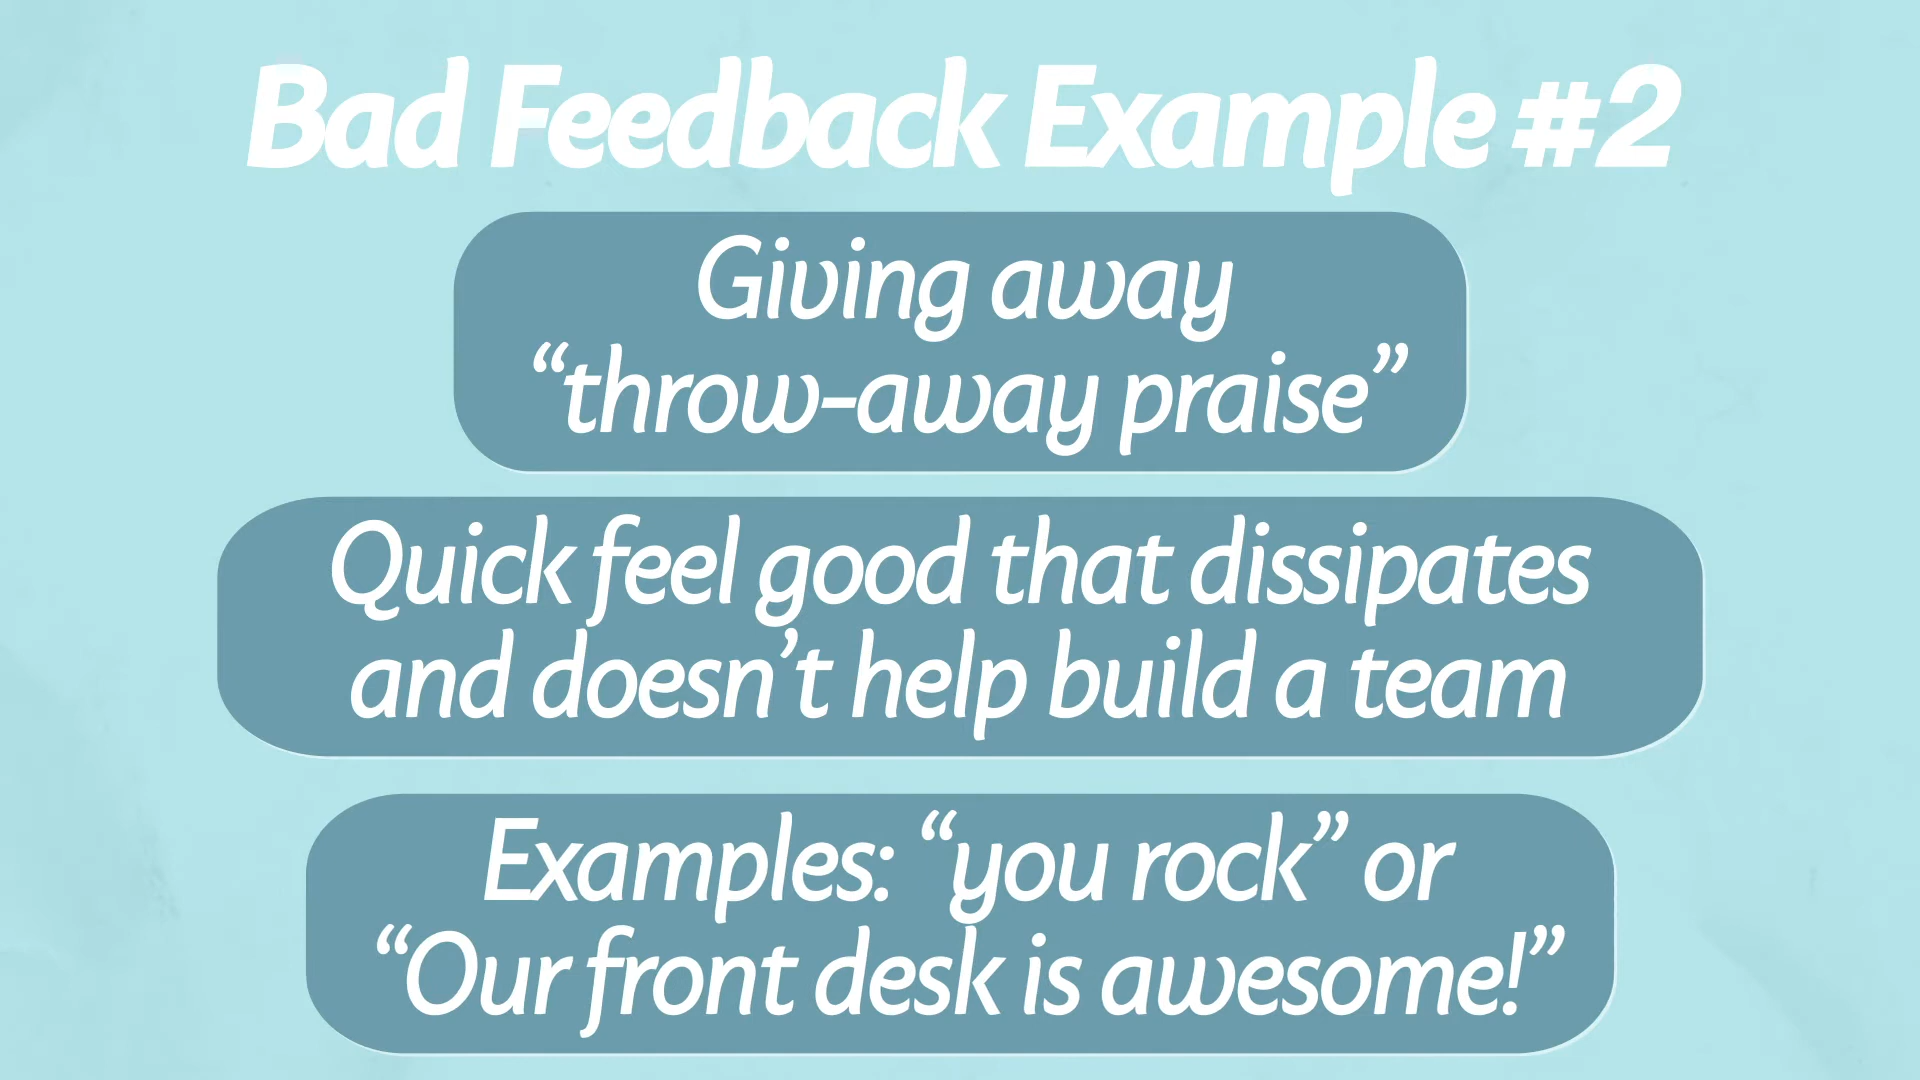 Bad Feedback Example #2
Giving away
“throw-away praise”
Quick feel good that dissipates
and doesn’t help build a team
Examples: “you rock” or
“Our front desk is awesome!”